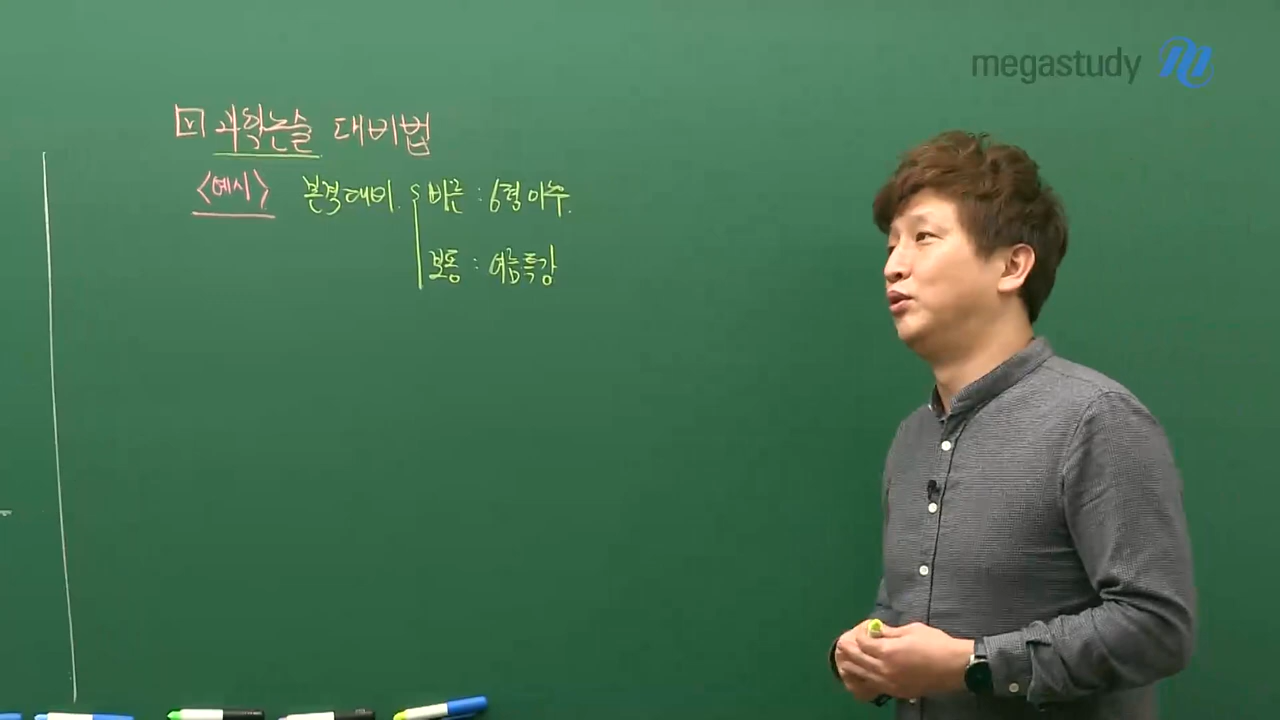 megastudy
V 과학논술 대비법
<예시> 본격대비. 빠른 : 6평 이후.
보통 : 여름특강